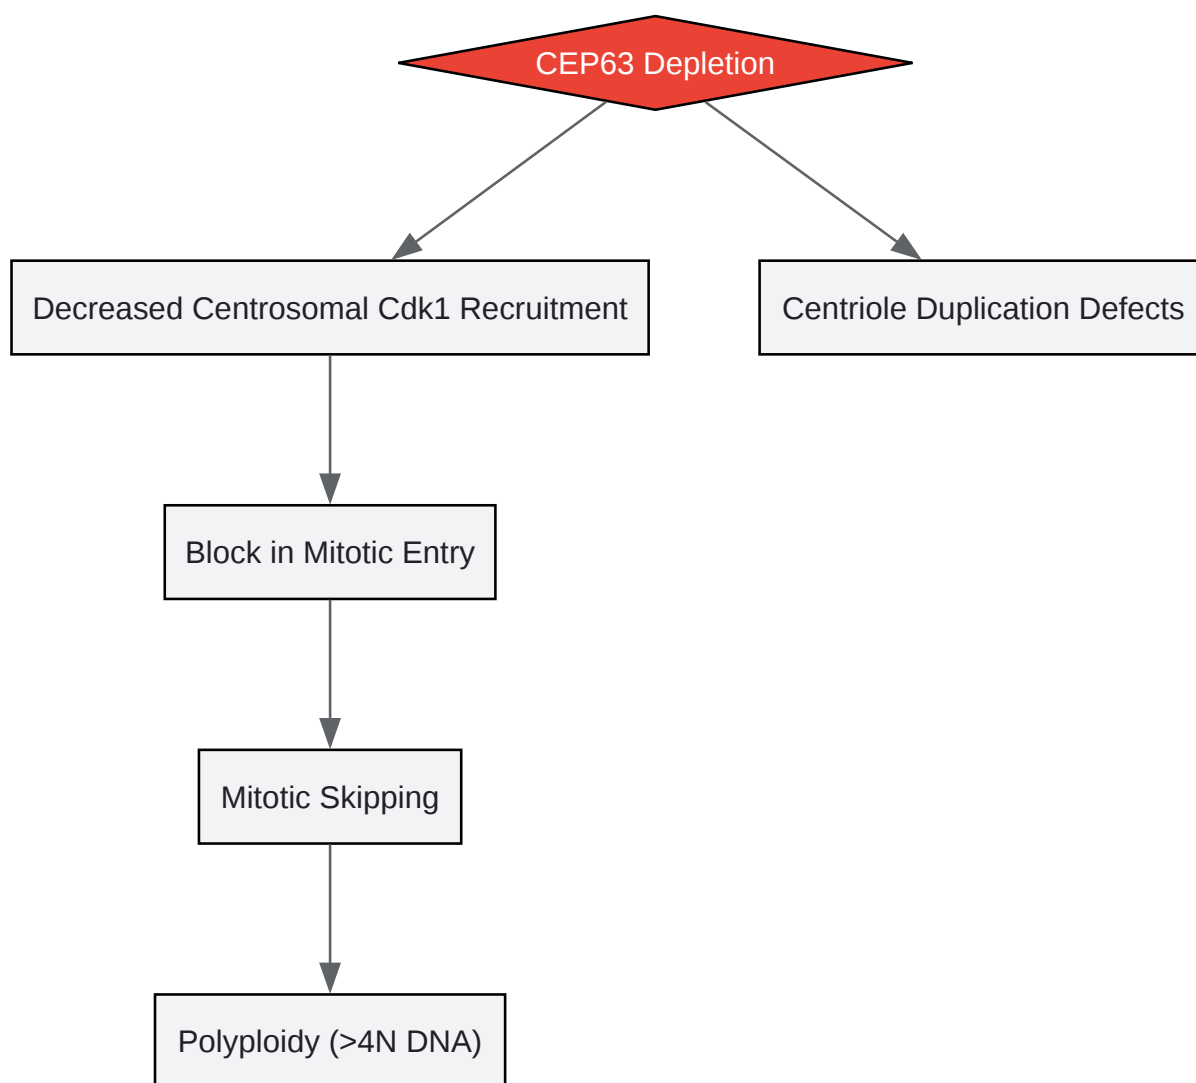 CEP63 Depletion
Decreased Centrosomal Cdk1 Recruitment
Centriole Duplication Defects
Block in Mitotic Entry
Mitotic Skipping
Polyploidy (>4N DNA)